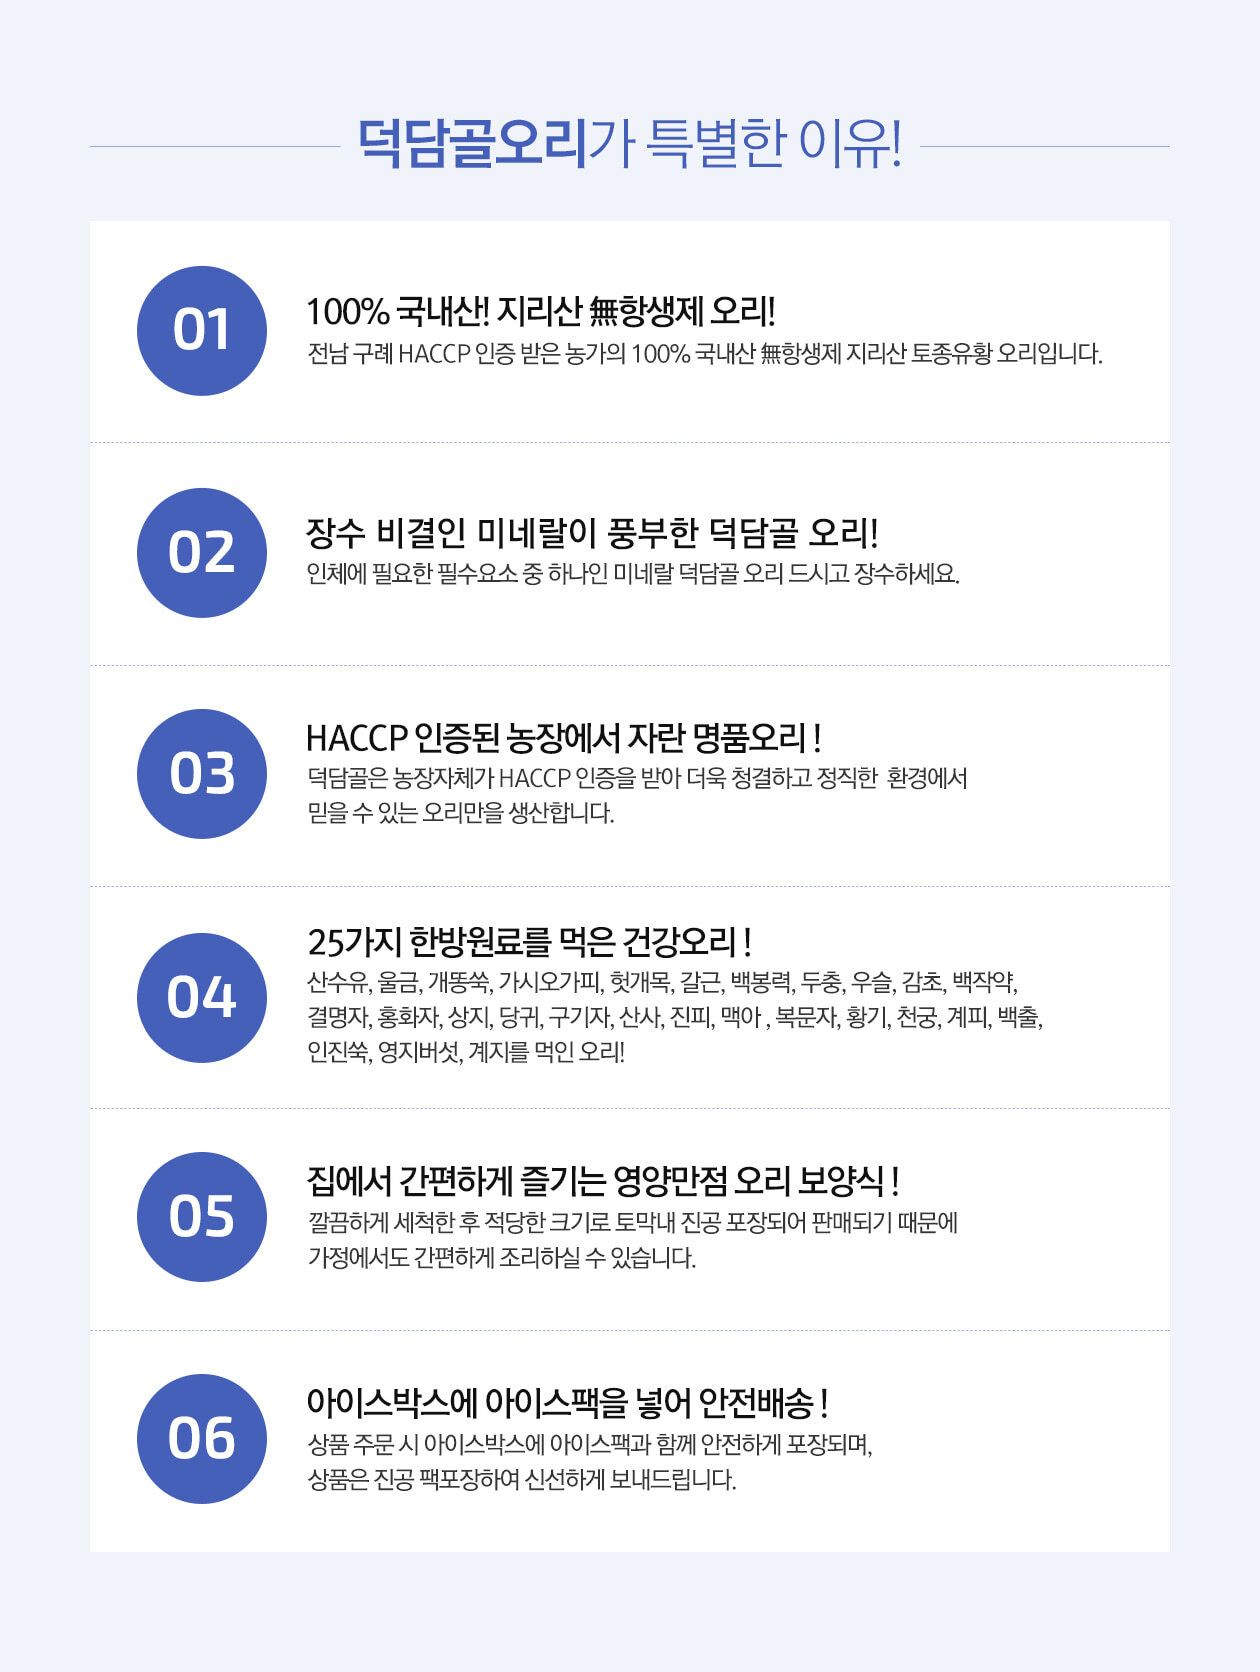 덕담골오리가 특별한 이유!
01
100% 국내산! 지리산 無항생제 오리!
전남 구례 HACCP 인증 받은 농가의 100% 국내산 無항생제 지리산 토종유황 오리입니다.
02
장수 비결인 미네랄이 풍부한 덕담골 오리!
인체에 필요한 필수요소 중 하나인 미네랄 덕담골 오리 드시고 장수하세요.
03
HACCP 인증된 농장에서 자란 명품오리 !
덕담골은 농장자체가 HACCP 인증을 받아 더욱 청결하고 정직한 환경에서
믿을 수 있는 오리만을 생산합니다.
04
25가지 한방원료를 먹은 건강오리 !
산수유, 울금, 개똥쑥, 가시오가피, 헛개목, 갈근, 백봉력, 두충, 우슬, 감초, 백작약,
결명자, 홍화자, 상지, 당귀, 구기자, 산사, 진피, 맥아 , 복문자, 황기, 천궁, 계피, 백출,
인진쑥, 영지버섯, 계지를 먹인 오리!
05
집에서 간편하게 즐기는 영양만점 오리 보양식 !
깔끔하게 세척한 후 적당한 크기로 토막내 진공 포장되어 판매되기 때문에
가정에서도 간편하게 조리하실 수 있습니다.
06
아이스박스에 아이스팩을 넣어 안전배송 !
상품 주문 시 아이스박스에 아이스팩과 함께 안전하게 포장되며,
상품은 진공 팩포장하여 신선하게 보내드립니다.